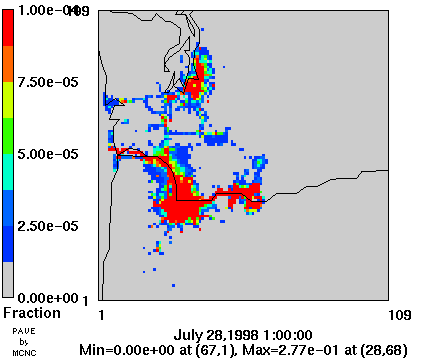 1.00e-04
109
7.50e-05
5.00e-05
2.50e-05
0.00e+00
1
Fraction
1
109
PAVE
by
MCNC
July 28,1998 1:00:00
Min=0.00e+00 at (67,1), Max=2.77e-01 at (28,68)